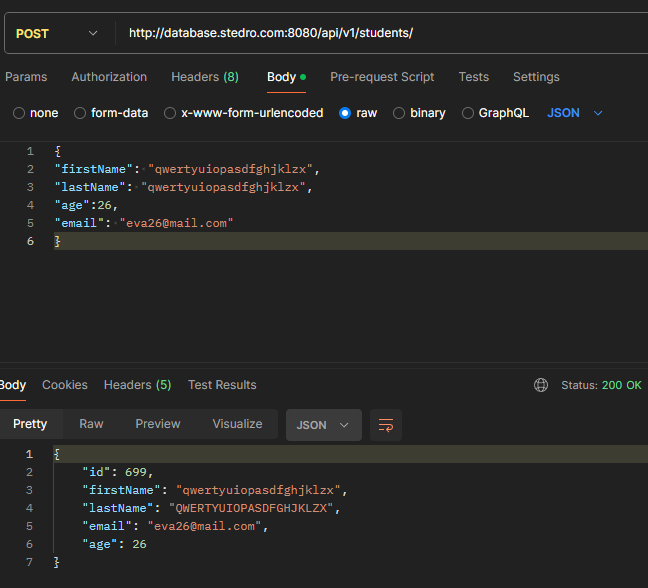 POST http://database.stedro.com:8080/api/v1/students/
Params Authorization Headers (8) Body Pre-request Script Tests Settings
none form-data x-www-form-urlencoded raw binary GraphQL JSON
1 {
2 "firstName": "qwertyuiopasdfghjklzx",
3 "lastName": "qwertyuiopasdfghjklzx",
4 "age":26,
5 "email": "eva26@mail.com"
6 }
Body Cookies Headers (5) Test Results Status: 200 OK
Pretty Raw Preview Visualize JSON
1 {
2 "id": 699,
3 "firstName": "qwertyuiopasdfghjklzx",
4 "lastName": "QWERTYUIOPASDFGHJKLZX",
5 "email": "eva26@mail.com",
6 "age": 26
7 }